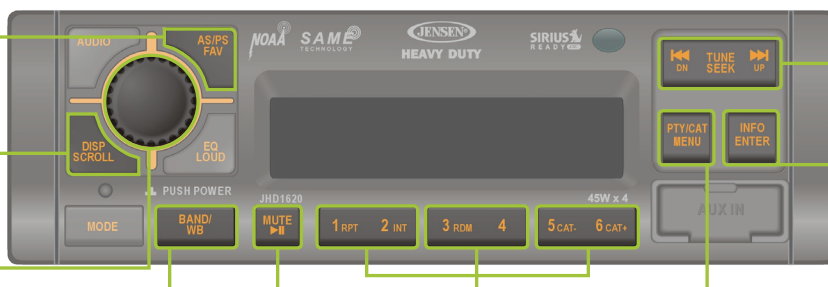 AUDIO
AS/PS
FAV
NOAA
SAME
TECHNOLOGY
JENSEN®
HEAVY DUTY
SIRIUS
READY
DN
TUNE
SEEK
UP
DISP
SCROLL
EQ
LOUD
PTY/CAT
MENU
INFO
ENTER
PUSH POWER
JHD1620
45W x 4
MODE
BAND/
WB
MUTE
1 RPT 2 INT
3 RDM 4
5 CAT- 6 CAT+
AUX IN